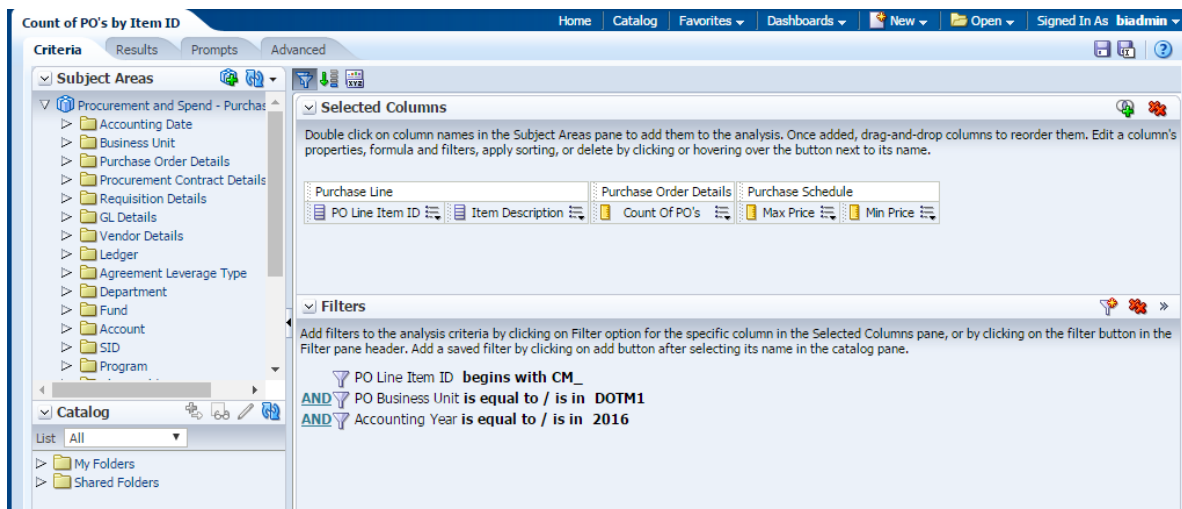 Count of PO's by Item ID
Home Catalog Favorites Dashboards New Open Signed In As biadmin
Criteria Results Prompts Advanced
Subject Areas
Procurement and Spend - Purchas
Accounting Date
Business Unit
Purchase Order Details
Procurement Contract Details
Requisition Details
GL Details
Vendor Details
Ledger
Agreement Leverage Type
Department
Fund
Account
SID
Program
Catalog
List All
My Folders
Shared Folders
Selected Columns
Double click on column names in the Subject Areas pane to add them to the analysis. Once added, drag-and-drop columns to reorder them. Edit a column's
properties, formula and filters, apply sorting, or delete by clicking or hovering over the button next to its name.
Purchase Line Purchase Order Details Purchase Schedule
PO Line Item ID Item Description Count Of PO's Max Price Min Price
Filters
Add filters to the analysis criteria by clicking on Filter option for the specific column in the Selected Columns pane, or by clicking on the filter button in the
Filter pane header. Add a saved filter by clicking on add button after selecting its name in the catalog pane.
PO Line Item ID begins with CM_
AND PO Business Unit is equal to / is in DOTM1
AND Accounting Year is equal to / is in 2016